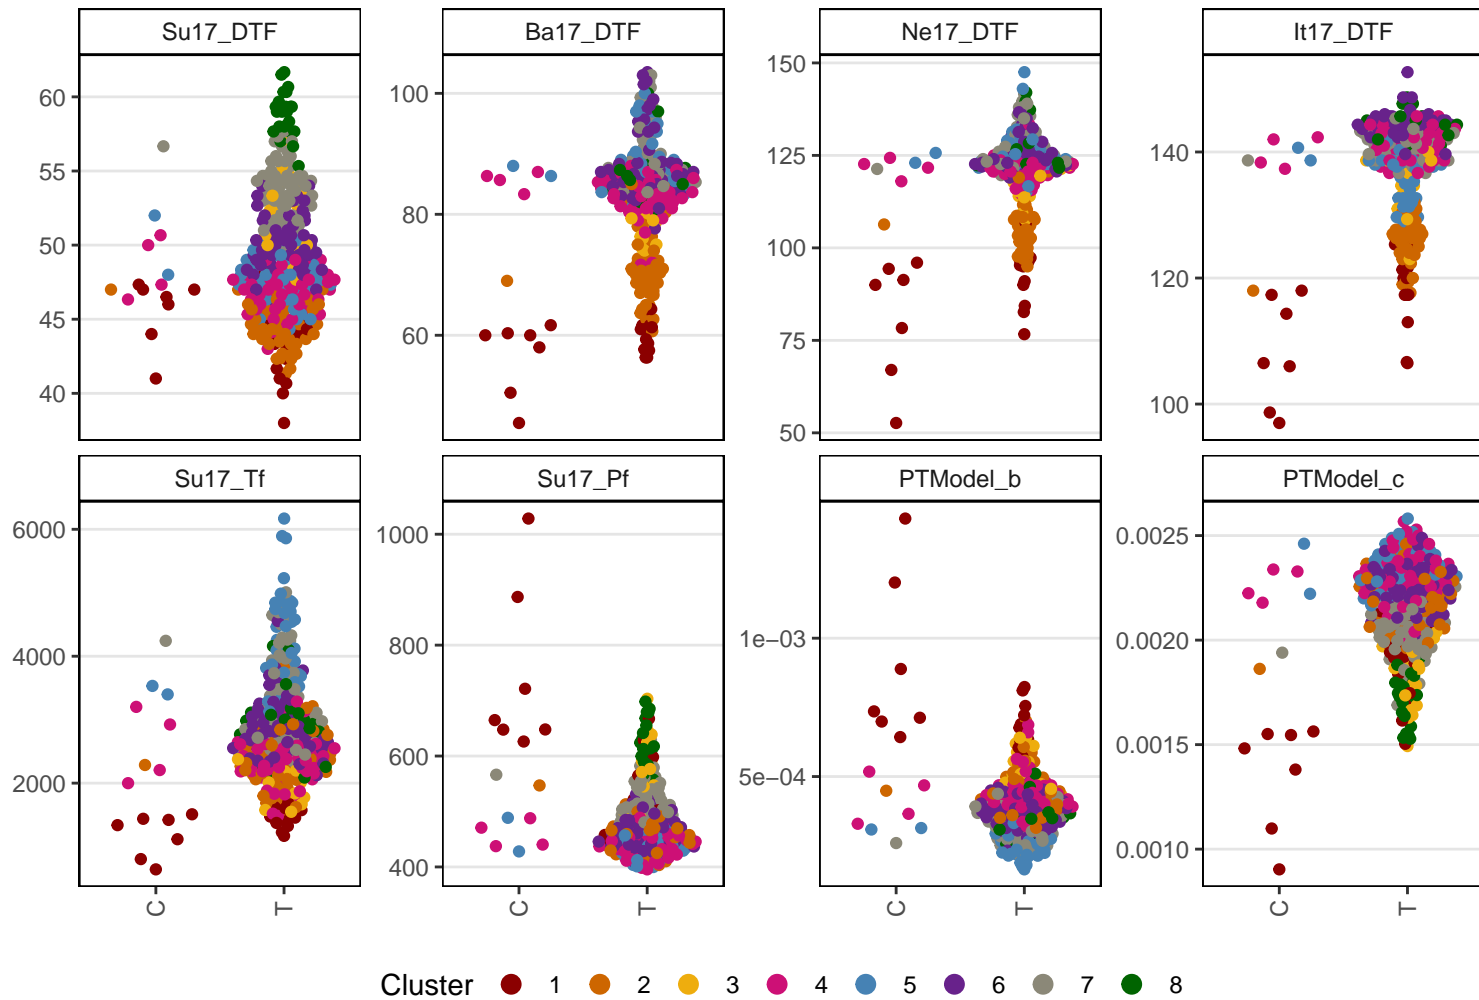 Su17_DTF
Ba17_DTF
Ne17_DTF
It17_DTF
60
55
50
45
40
100
80
60
150
125
100
75
50
140
120
100
Su17_Tf
Su17_Pf
PTModel_b
PTModel_c
6000
4000
2000
1000
800
600
400
1e−03
5e−04
0.0025
0.0020
0.0015
0.0010
C T
C T
C T
C T
Cluster 1 2 3 4 5 6 7 8